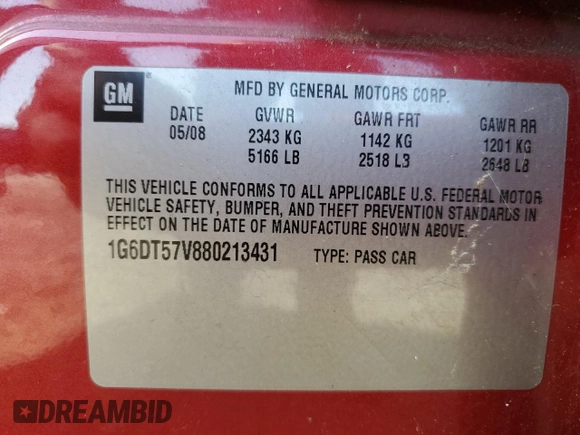 GM
MFD BY GENERAL MOTORS CORP.
DATE GVWR GAWR FRT GAWR RR
05/08 2343 KG 1142 KG 1201 KG
5166 LB 2518 LB 2648 LB
THIS VEHICLE CONFORMS TO ALL APPLICABLE U.S. FEDERAL MOTOR
VEHICLE SAFETY, BUMPER, AND THEFT PREVENTION STANDARDS IN
EFFECT ON THE DATE OF MANUFACTURE SHOWN ABOVE.
1G6DT57V880213431 TYPE: PASS CAR
DREAMBID